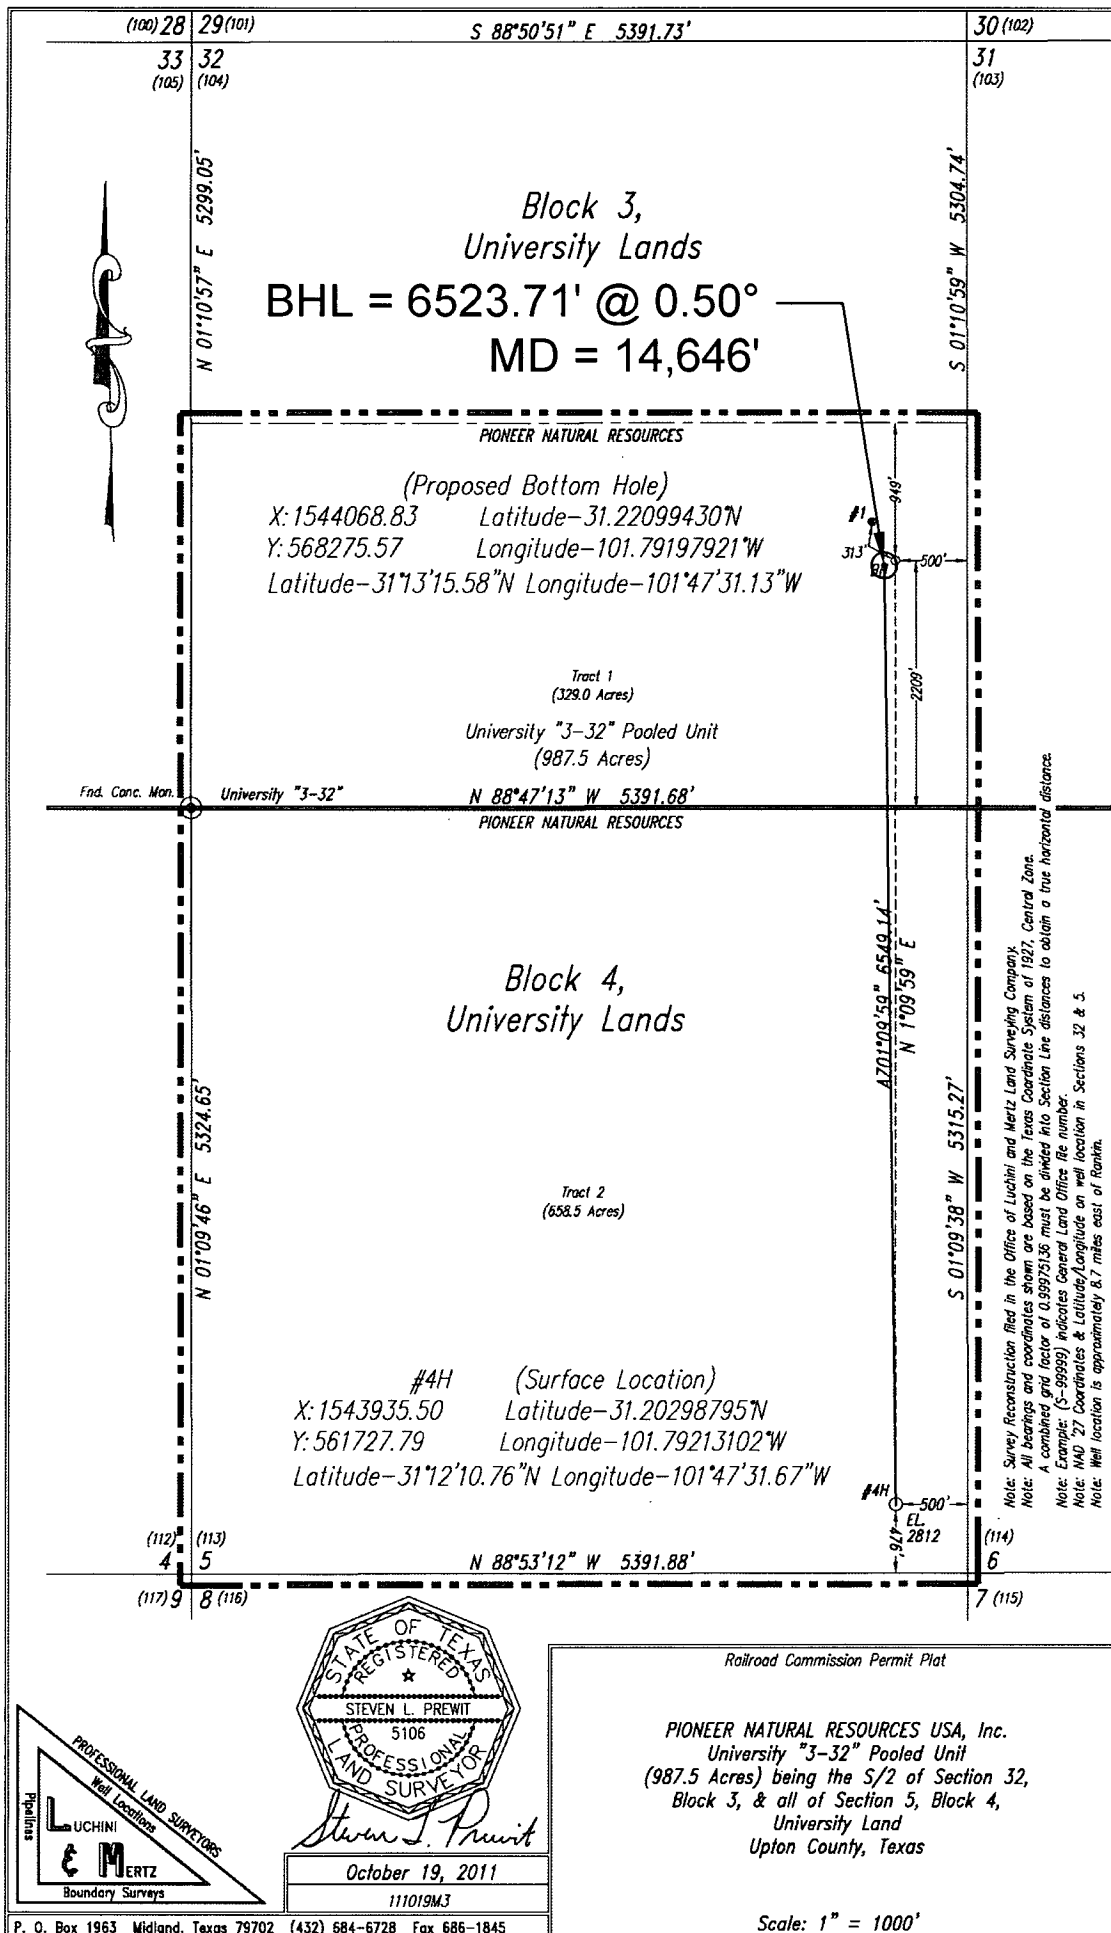 (100) 28 29 (101)
S 88°50'51" E 5391.73'
30 (102)
33 32
(105) (104)
31
(103)
N 01°10'57" E 5299.05'
S 01°10'59" W 5304.74'
Block 3,
University Lands
BHL = 6523.71' @ 0.50°
MD = 14,646'
PIONEER NATURAL RESOURCES
(Proposed Bottom Hole)
X: 1544068.83 Latitude-31.22099430°N
Y: 568275.57 Longitude-101.79197921°W
Latitude-31°13'15.58"N Longitude-101°47'31.13"W
949'
#1
313'
BH
500'
2209'
Tract 1
(329.0 Acres)
University "3-32" Pooled Unit
(987.5 Acres)
Fnd. Conc. Mon.
University "3-32"
N 88°47'13" W 5391.68'
PIONEER NATURAL RESOURCES
AZ01°09'59" 6549.14'
N 1°09'59" E
Block 4,
University Lands
N 01°09'46" E 5324.65'
S 01°09'38" W 5315.27'
Tract 2
(658.5 Acres)
#4H (Surface Location)
X: 1543935.50 Latitude-31.20298795°N
Y: 561727.79 Longitude-101.79213102°W
Latitude-31°12'10.76"N Longitude-101°47'31.67"W
#4H
500'
EL.
2812
476'
(112) (113)
4 5
N 88°53'12" W 5391.88'
(114)
6
(117) 9 8 (116)
7 (115)
Note: Survey Reconstruction filed in the Office of Luchini and Mertz Land Surveying Company.
Note: All bearings and coordinates shown are based on the Texas Coordinate System of 1927, Central Zone.
A combined grid factor of 0.99975136 must be divided into Section Line distances to obtain a true horizontal distance.
Note: Example: (S-99999) indicates General Land Office file number.
Note: NAD '27 Coordinates & Latitude/Longitude on well location in Sections 32 & 5.
Note: Well location is approximately 8.7 miles east of Rankin.
STATE OF TEXAS
REGISTERED
STEVEN L. PREWIT
5106
PROFESSIONAL
LAND SURVEYOR
Steven L. Prewit
October 19, 2011
111019M3
PROFESSIONAL LAND SURVEYORS
Well Locations
Pipelines
LUCHINI
& MERTZ
Boundary Surveys
P. O. Box 1963 Midland, Texas 79702 (432) 684-6728 Fax 686-1845
Railroad Commission Permit Plat
PIONEER NATURAL RESOURCES USA, Inc.
University "3-32" Pooled Unit
(987.5 Acres) being the S/2 of Section 32,
Block 3, & all of Section 5, Block 4,
University Land
Upton County, Texas
Scale: 1" = 1000'